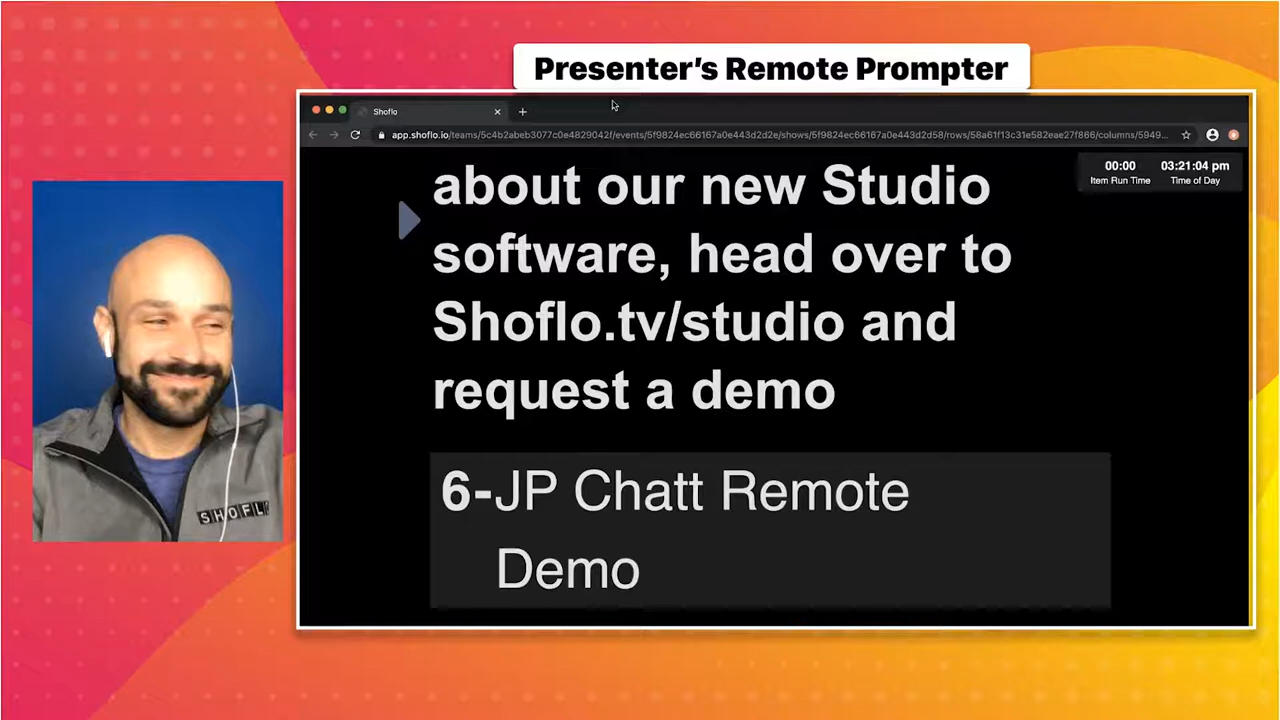 Presenter's Remote Prompter
Shoflo
app.shoflo.io/teams/5c4b2abeb3077c0e4829042f/events/5f9824ec66167a0e443d2d2e/shows/5f9824ec66167a0e443d2d58/rows/58a61f13c31e582eae27f866/columns/5949...
00:00 03:21:04 pm
Item Run Time Time of Day
about our new Studio
software, head over to
Shoflo.tv/studio and
request a demo
6-JP Chatt Remote
Demo
SHOFL